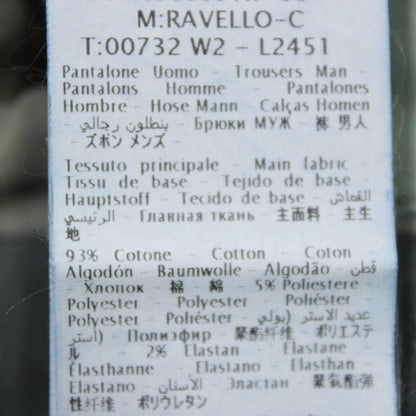 M:RAVELLO-C
T:00732 W2 - L2451
Pantalone Uomo - Trousers Man -
Pantalons Homme - Pantalones
Hombre - Hose Mann - Calças Homen
- بنطلون رجالي - Брюки МУЖ - 裤 男人
- ズボン メンズ -
Tessuto principale - Main fabric
Tissu de base - Tejido de base
Hauptstoff - Tecido de base - القماش
الرئيسي - Главная ткань - 主面料 - 主生
地
93% Cotone - Cotton - Coton
Algodón - Baumwolle - Algodão - قطن
- Хлопок 綿 綿 - 5% Poliestere
Polyester - Polyester - Poliéster
Polyester - Poliéster - عديد الاستر (بولي
استر) - Полиэфир - 聚酯纤维 - ポリエステ
ル - 2% Elastan - Elastane
Élasthanne - Elastano - Elasthan
Elastano - الأستان - Эластан - 聚氨酯弹
性纤维 - ポリウレタン